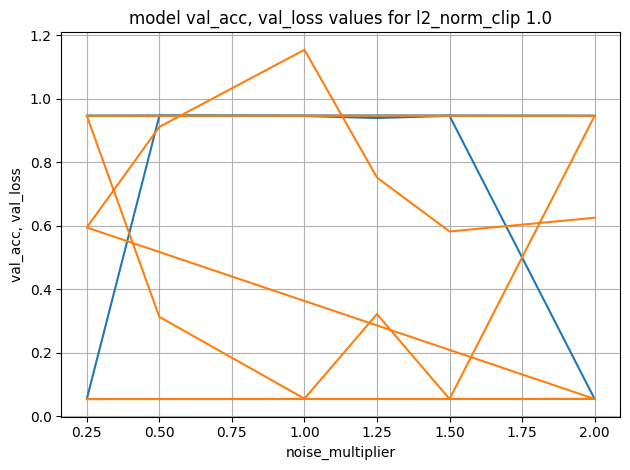 model val_acc, val_loss values for l2_norm_clip 1.0
1.2
1.0
0.8
0.6
0.4
0.2
0.0
val_acc, val_loss
0.25 0.50 0.75 1.00 1.25 1.50 1.75 2.00
noise_multiplier